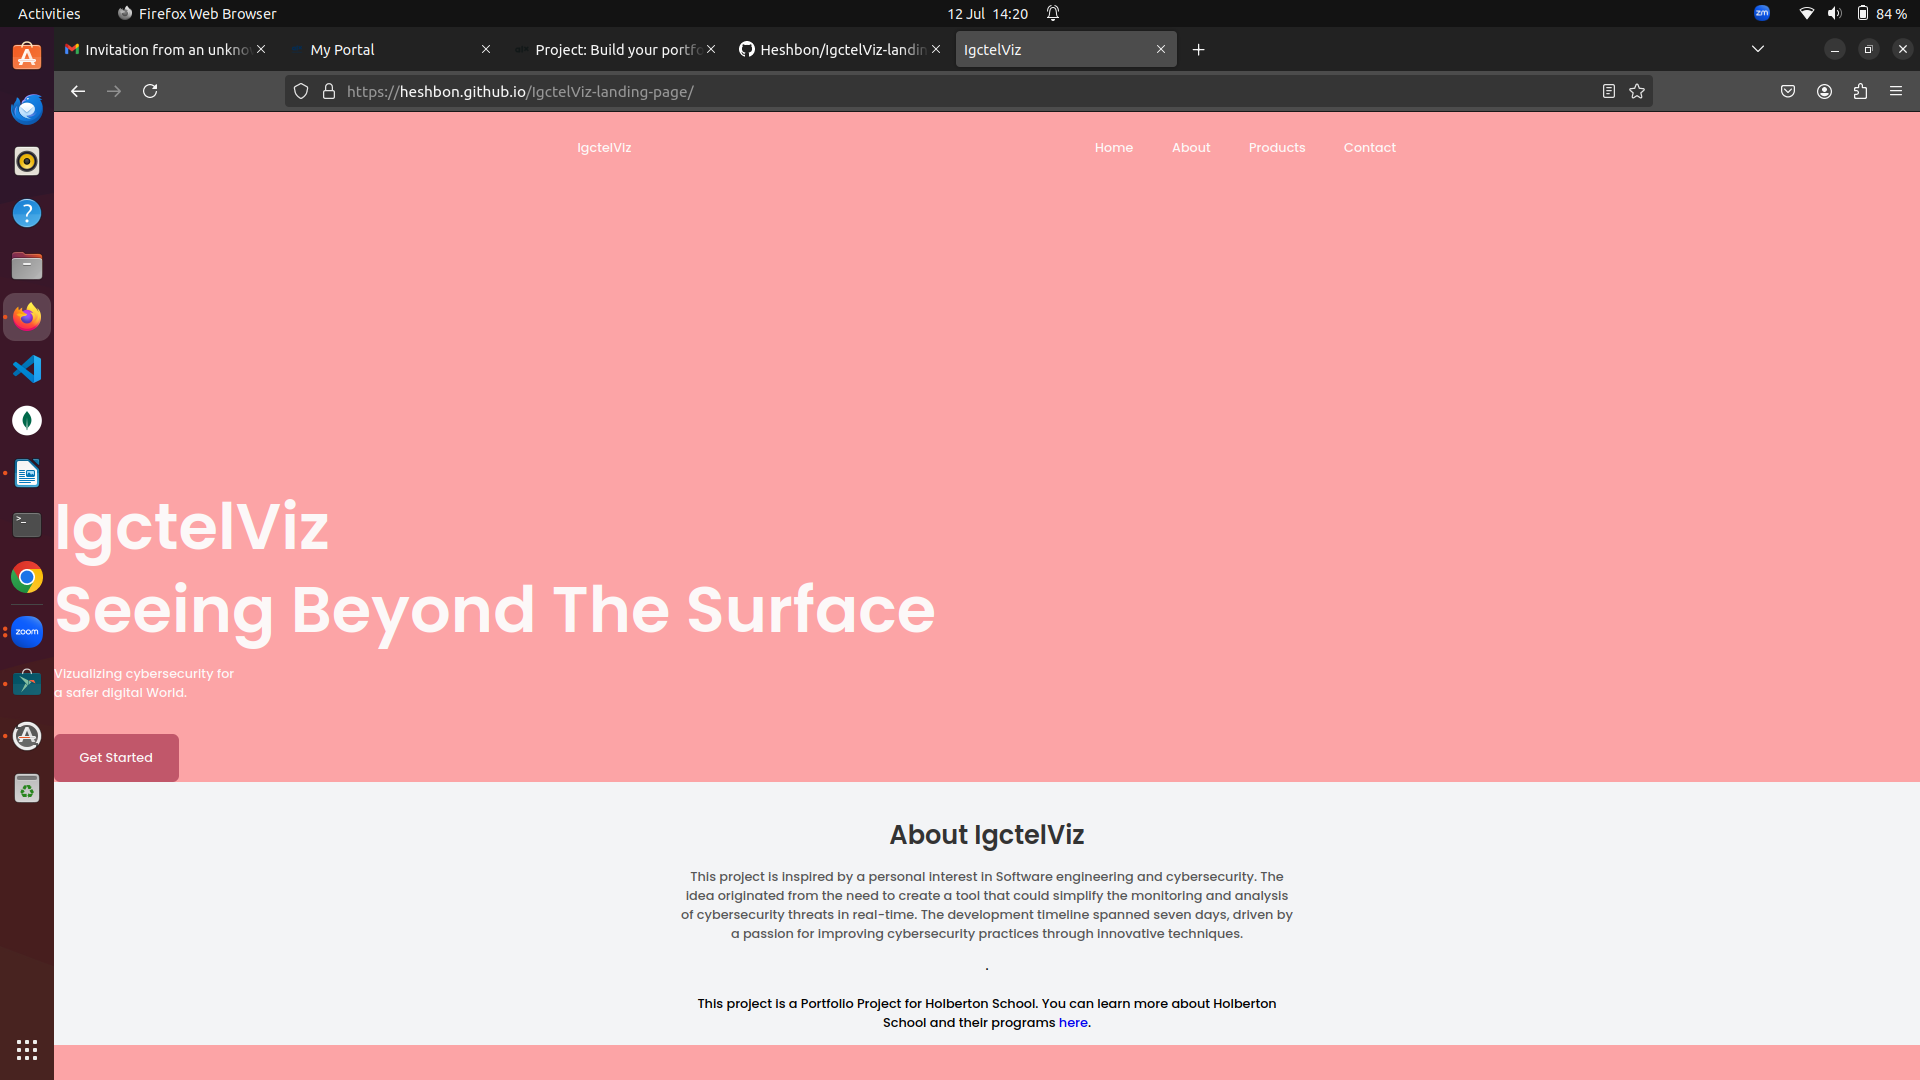 Activities
Firefox Web Browser
12 Jul 14:20
zm
84 %
Invitation from an unkno
My Portal
Project: Build your portfo
Heshbon/IgctelViz-landin
IgctelViz
https://heshbon.github.io/IgctelViz-landing-page/
IgctelViz
Home
About
Products
Contact
IgctelViz
Seeing Beyond The Surface
Vizualizing cybersecurity for
a safer digital World.
Get Started
zoom
About IgctelViz
This project is inspired by a personal interest in Software engineering and cybersecurity. The
idea originated from the need to create a tool that could simplify the monitoring and analysis
of cybersecurity threats in real-time. The development timeline spanned seven days, driven by
a passion for improving cybersecurity practices through innovative techniques.
.
This project is a Portfolio Project for Holberton School. You can learn more about Holberton
School and their programs here.